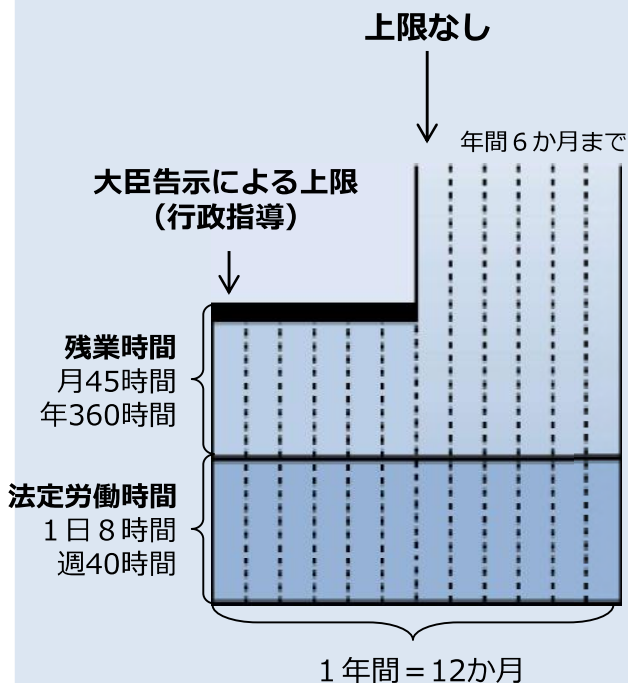 上限なし
年間６か月まで
大臣告示による上限
（行政指導）
残業時間
月45時間
年360時間
法定労働時間
１日８時間
週40時間
１年間＝12か月